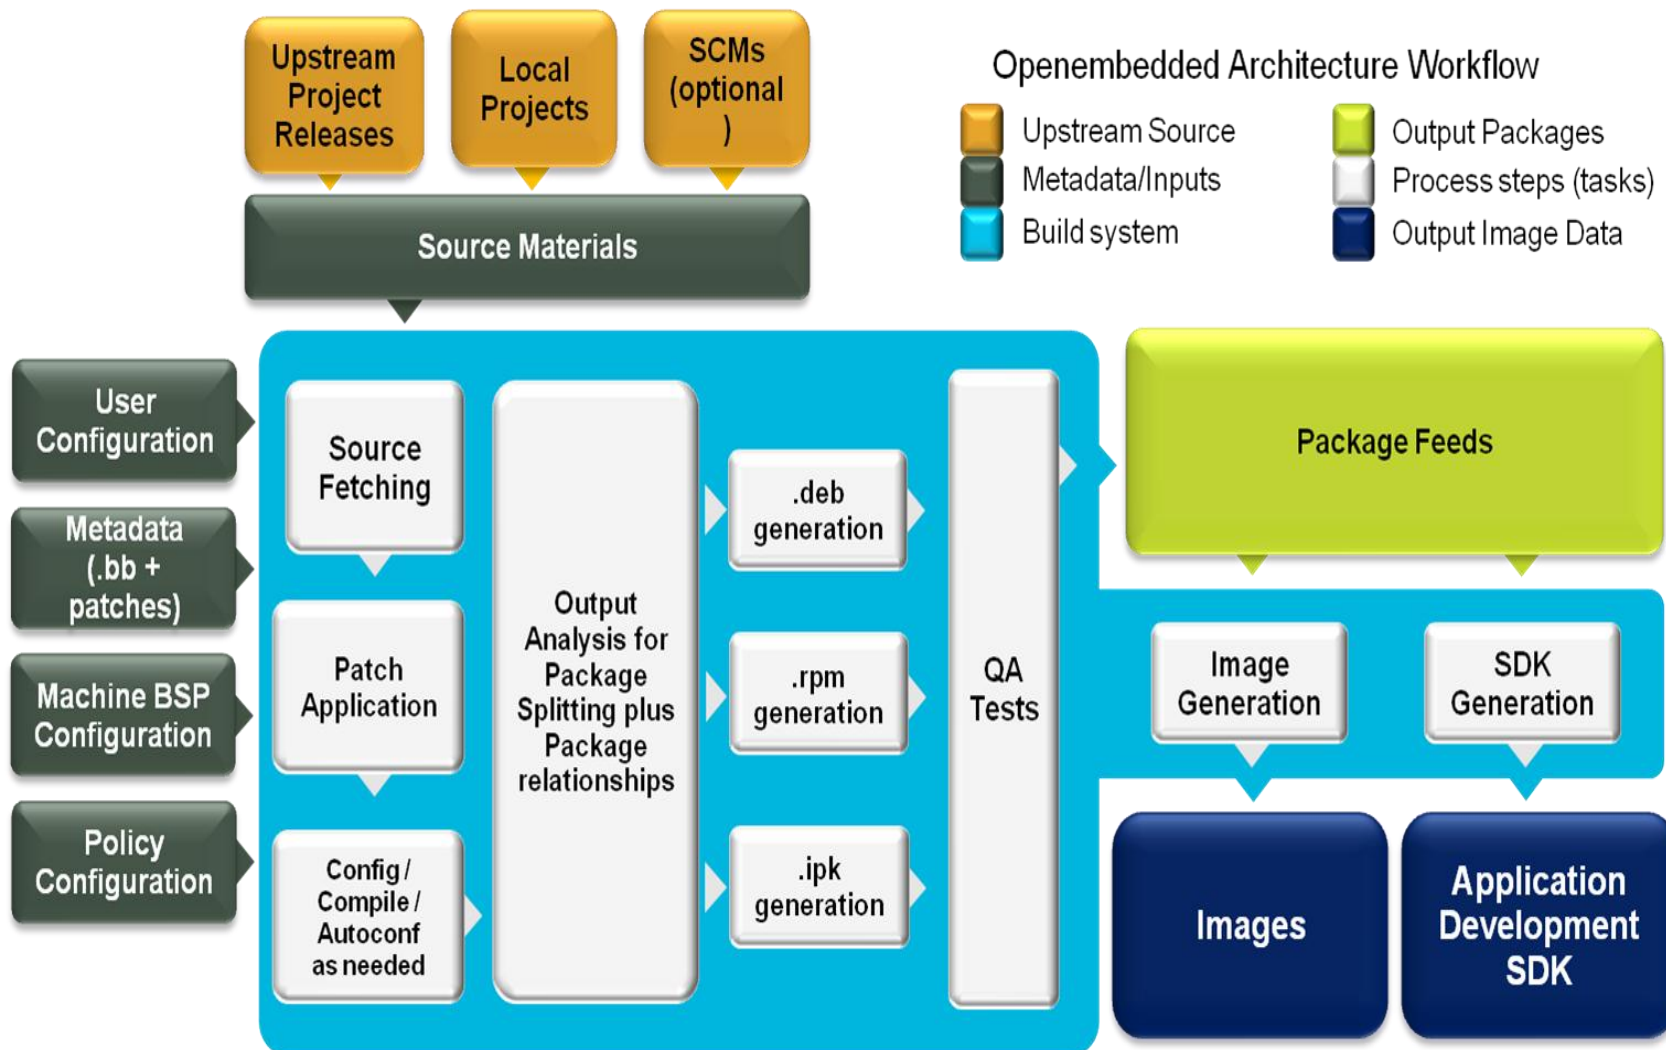 Upstream
Project
Releases
Local
Projects
SCMs
(optional
)
Openembedded Architecture Workflow
Upstream Source
Metadata/Inputs
Build system
Output Packages
Process steps (tasks)
Output Image Data
Source Materials
User
Configuration
Metadata
(.bb +
patches)
Machine BSP
Configuration
Policy
Configuration
Source
Fetching
Patch
Application
Config /
Compile /
Autoconf
as needed
Output
Analysis for
Package
Splitting plus
Package
relationships
.deb
generation
.rpm
generation
.ipk
generation
QA
Tests
Package Feeds
Image
Generation
SDK
Generation
Images
Application
Development
SDK